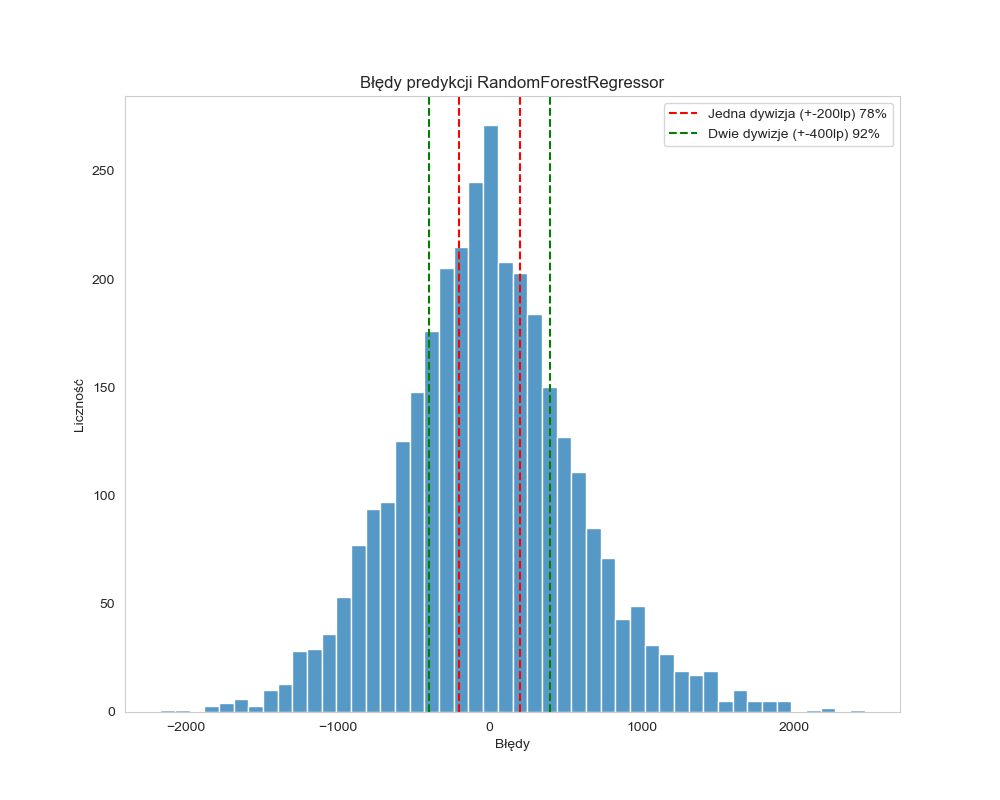 Błędy predykcji RandomForestRegressor
Jedna dywizja (+-200lp) 78%
Dwie dywizje (+-400lp) 92%
250
200
150
100
50
0
Liczność
−2000
−1000
0
1000
2000
Błędy